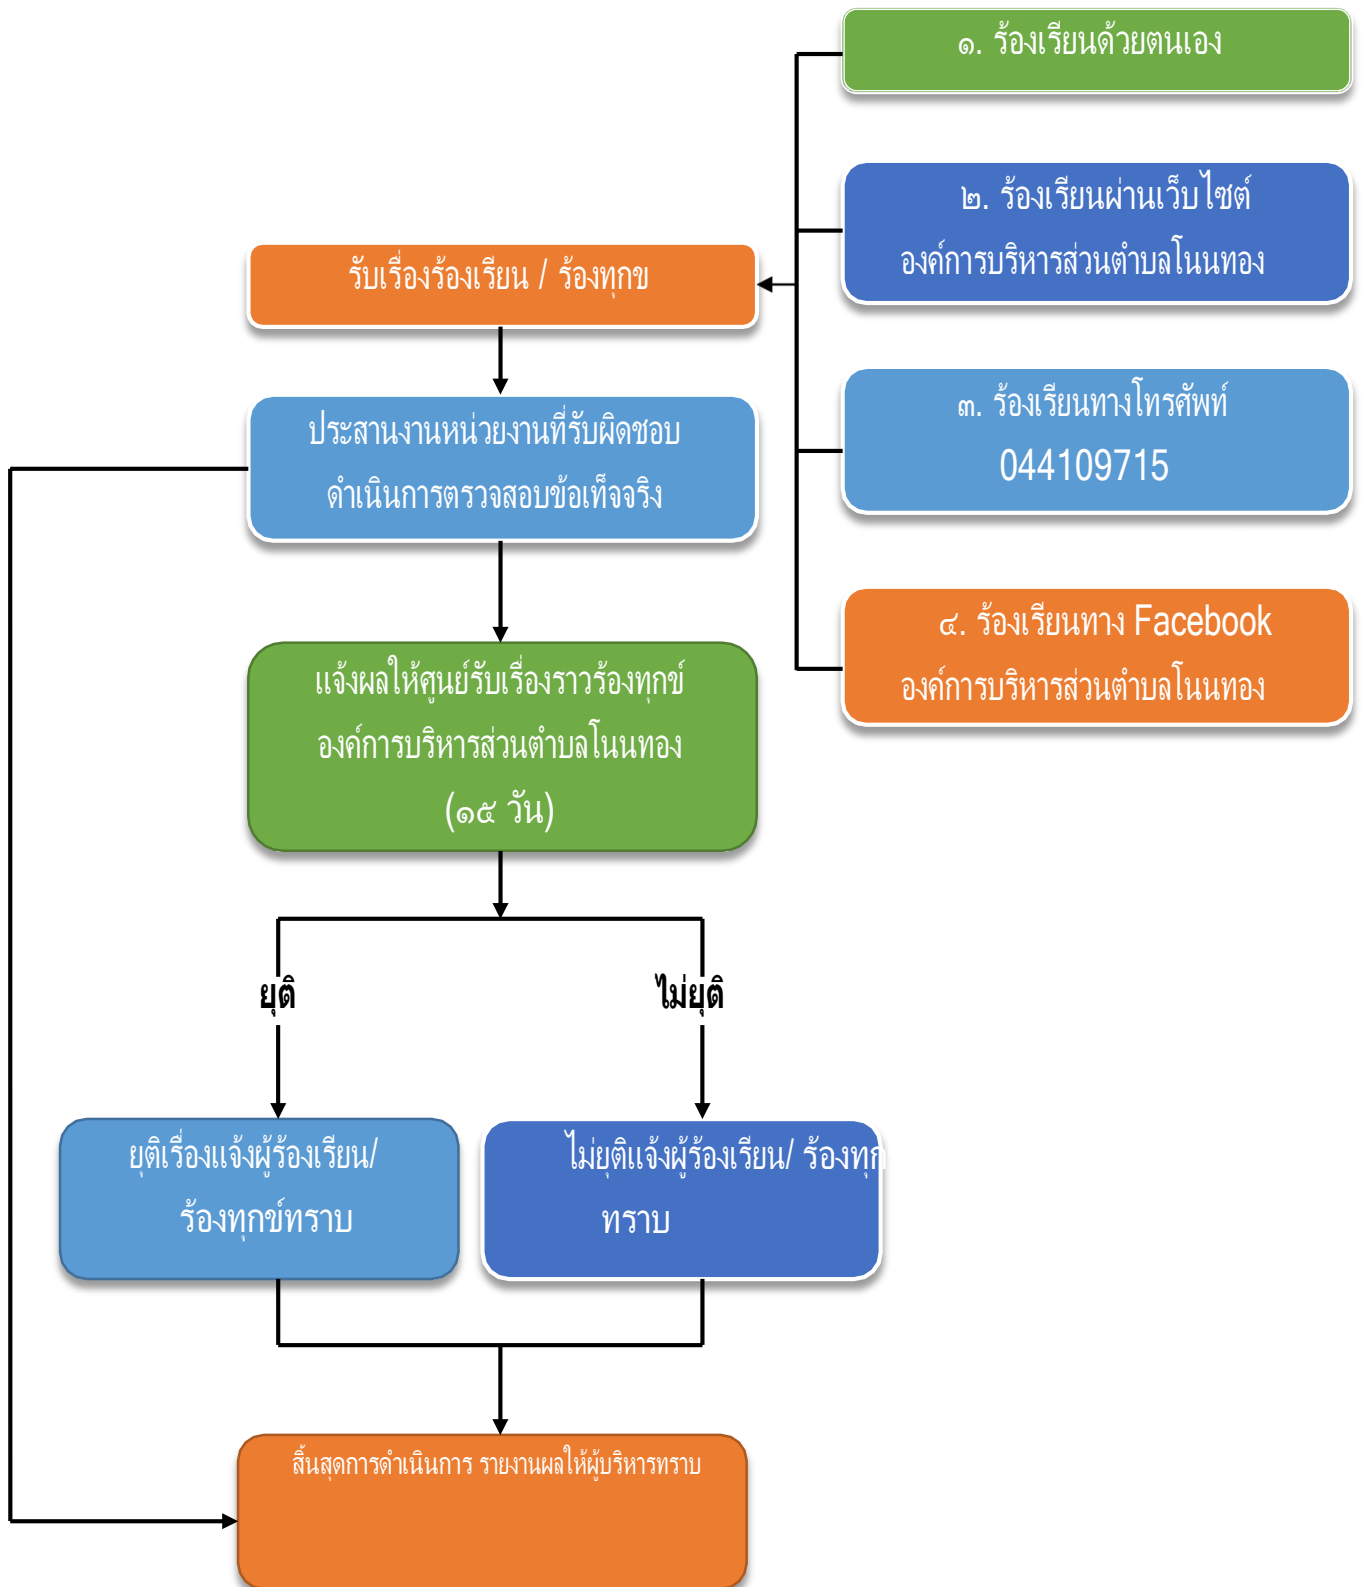 ๑. ร้องเรียนด้วยตนเอง
๒. ร้องเรียนผ่านเว็บไซต์
องค์การบริหารส่วนตำบลโนนทอง
รับเรื่องร้องเรียน / ร้องทุกข
๓. ร้องเรียนทางโทรศัพท์
044109715
ประสานงานหน่วยงานที่รับผิดชอบ
ดำเนินการตรวจสอบข้อเท็จจริง
๔. ร้องเรียนทาง Facebook
องค์การบริหารส่วนตำบลโนนทอง
แจ้งผลให้ศูนย์รับเรื่องราวร้องทุกข์
องค์การบริหารส่วนตำบลโนนทอง
(๑๕ วัน)
ยุติ
ไม่ยุติ
ยุติเรื่องแจ้งผู้ร้องเรียน/
ร้องทุกข์ทราบ
ไม่ยุติแจ้งผู้ร้องเรียน/ ร้องทุก
ทราบ
สิ้นสุดการดำเนินการ รายงานผลให้ผู้บริหารทราบ